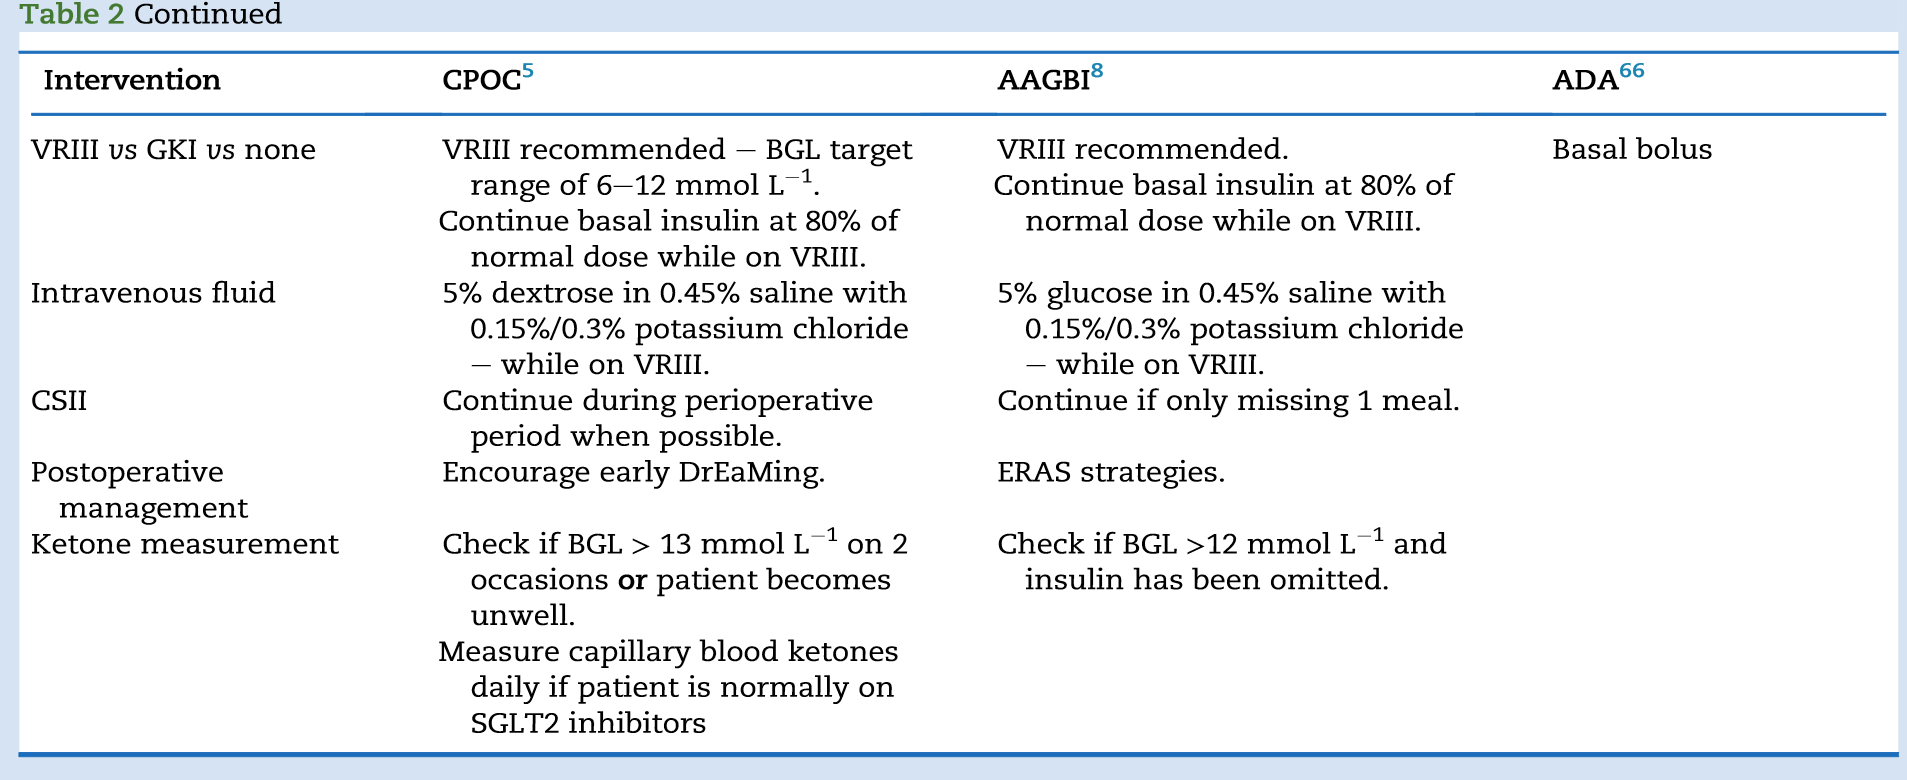 Table 2 Continued
Intervention CPOC5 AAGBI8 ADA66
VRIII vs GKI vs none VRIII recommended — BGL target VRIII recommended. Basal bolus
range of 6–12 mmol L−1. Continue basal insulin at 80% of
Continue basal insulin at 80% of normal dose while on VRIII.
normal dose while on VRIII.
Intravenous fluid 5% dextrose in 0.45% saline with 5% glucose in 0.45% saline with
0.15%/0.3% potassium chloride 0.15%/0.3% potassium chloride
— while on VRIII. — while on VRIII.
CSII Continue during perioperative Continue if only missing 1 meal.
period when possible.
Postoperative Encourage early DrEaMing. ERAS strategies.
management
Ketone measurement Check if BGL > 13 mmol L−1 on 2 Check if BGL >12 mmol L−1 and
occasions or patient becomes insulin has been omitted.
unwell.
Measure capillary blood ketones
daily if patient is normally on
SGLT2 inhibitors